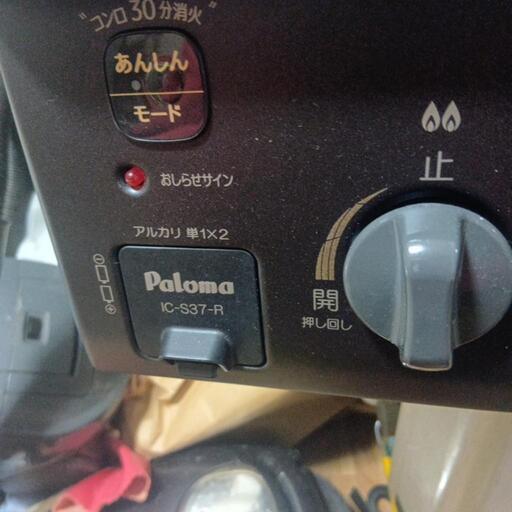 "コンロ30分消火"
あんしん
モード
おしらせサイン
アルカリ 単1×2
Paloma
IC-S37-R
止
開
押し回し